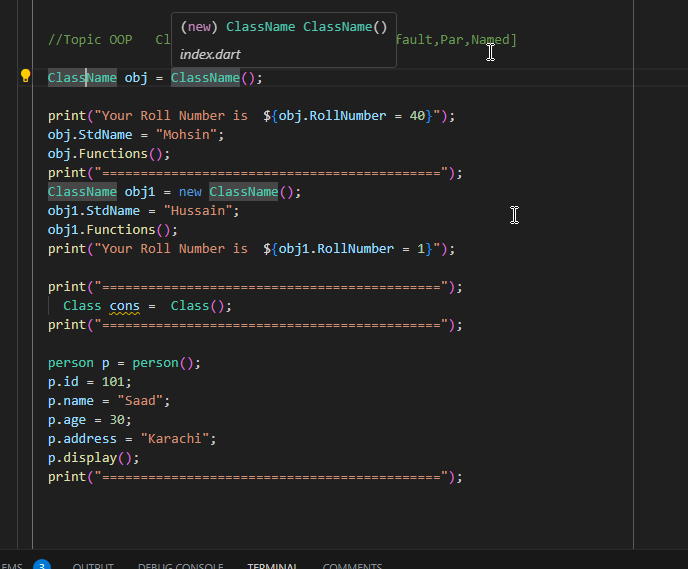 (new) ClassName ClassName()
index.dart
//Topic OOP Cl fault,Par,Named]
ClassName obj = ClassName();
print("Your Roll Number is  ${obj.RollNumber = 40}");
obj.StdName = "Mohsin";
obj.Functions();
print("============================================");
ClassName obj1 = new ClassName();
obj1.StdName = "Hussain";
obj1.Functions();
print("Your Roll Number is  ${obj1.RollNumber = 1}");
print("============================================");
Class cons =  Class();
print("============================================");
person p = person();
p.id = 101;
p.name = "Saad";
p.age = 30;
p.address = "Karachi";
p.display();
print("============================================");
EMS 3 OUTPUT DEBUG CONSOLE TERMINAL COMMENTS